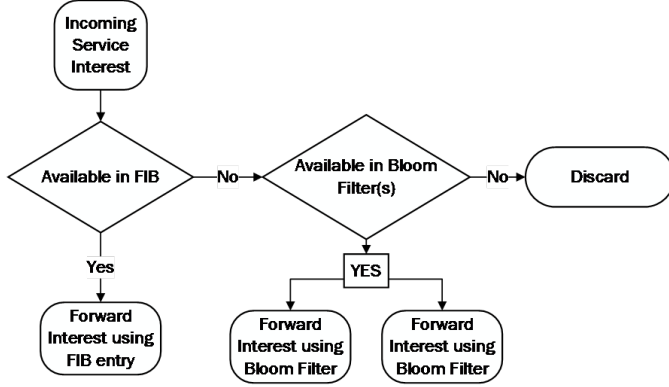 Incoming
Service
Interest
Available in FIB
No
Available in Bloom
Filter(s)
No
Discard
Yes
YES
Forward
Interest using
FIB entry
Forward
Interest using
Bloom Filter
Forward
Interest using
Bloom Filter